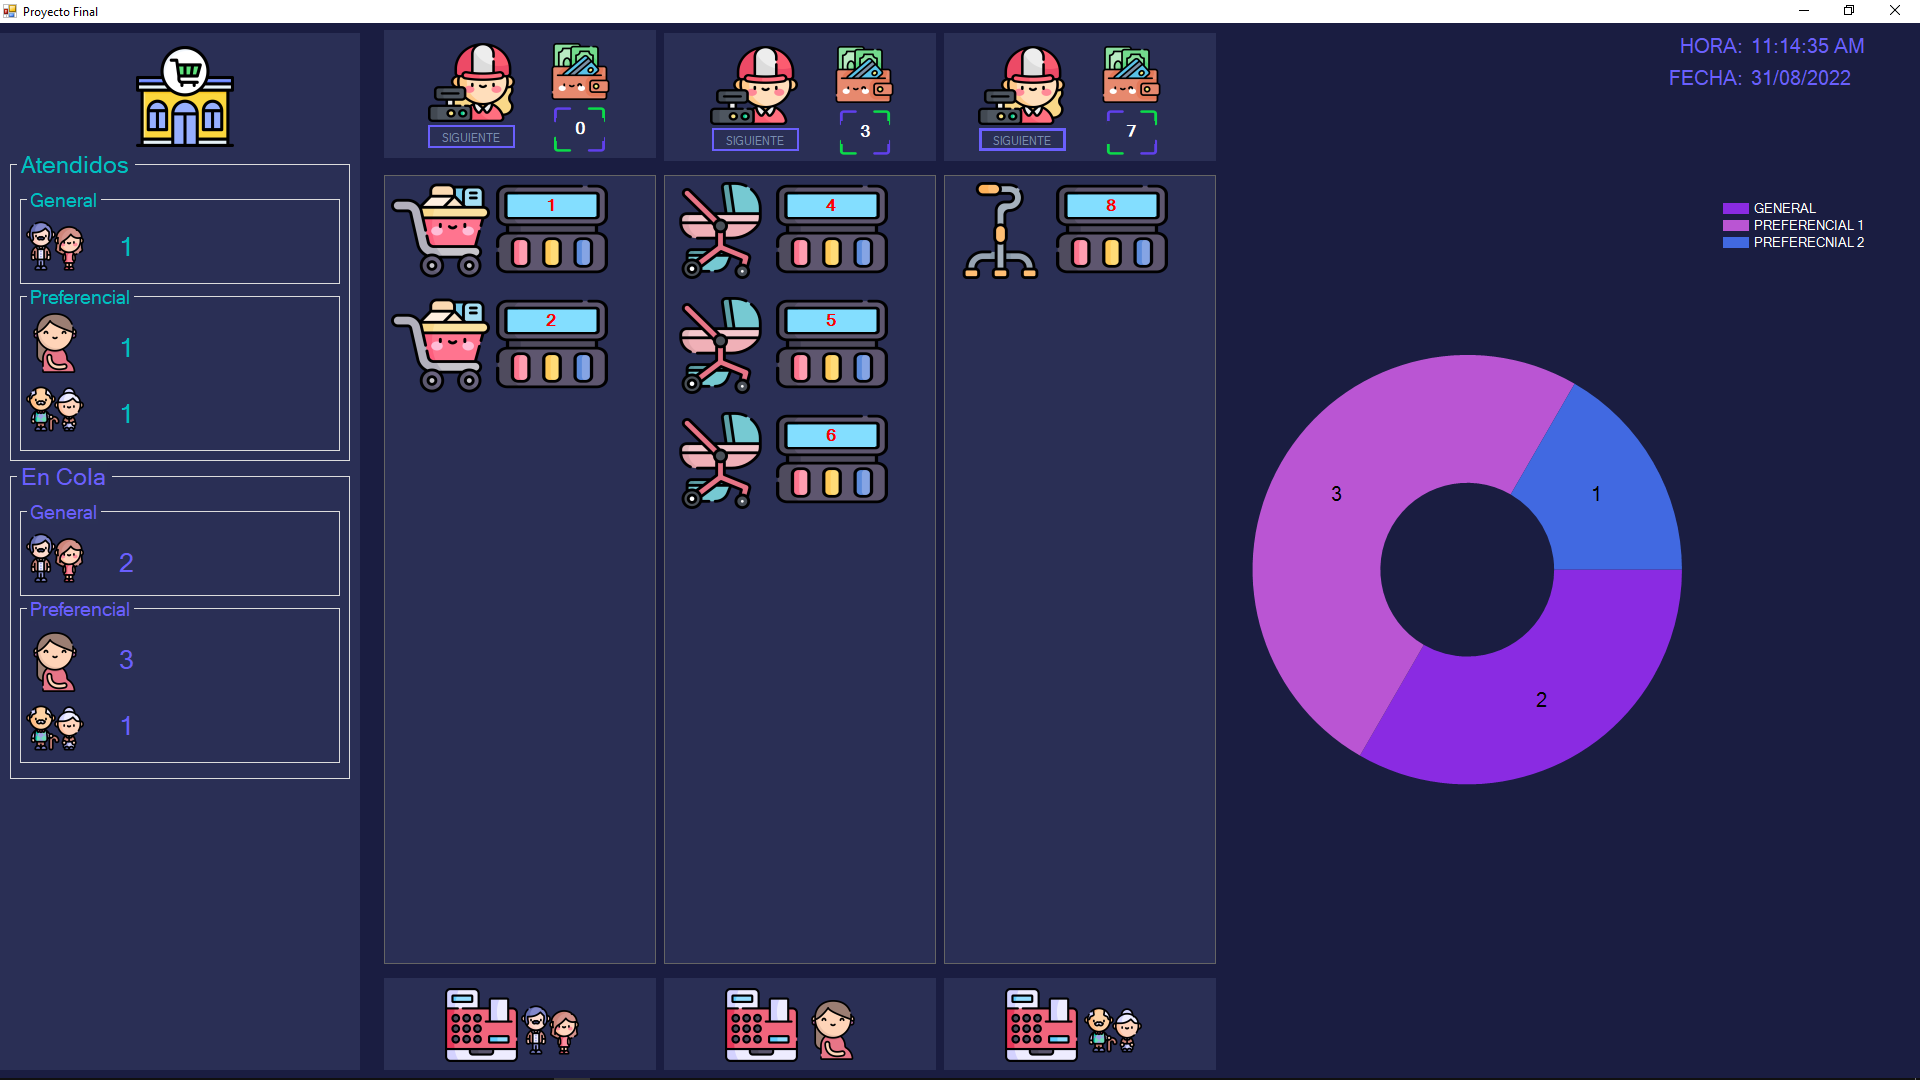 Proyecto Final
HORA: 11:14:35 AM
FECHA: 31/08/2022
Atendidos
General
1
Preferencial
1
1
En Cola
General
2
Preferencial
3
1
SIGUIENTE
0
1
2
SIGUIENTE
3
4
5
6
SIGUIENTE
7
8
GENERAL
PREFERENCIAL 1
PREFERECNIAL 2
3
1
2